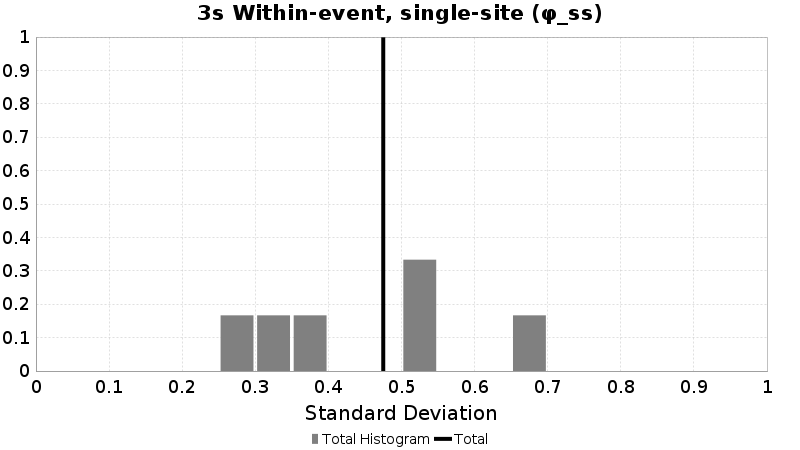 3s Within-event, single-site (φ_ss)
1
0.9
0.8
0.7
0.6
0.5
0.4
0.3
0.2
0.1
0
0 0.1 0.2 0.3 0.4 0.5 0.6 0.7 0.8 0.9 1
Standard Deviation
Total Histogram Total